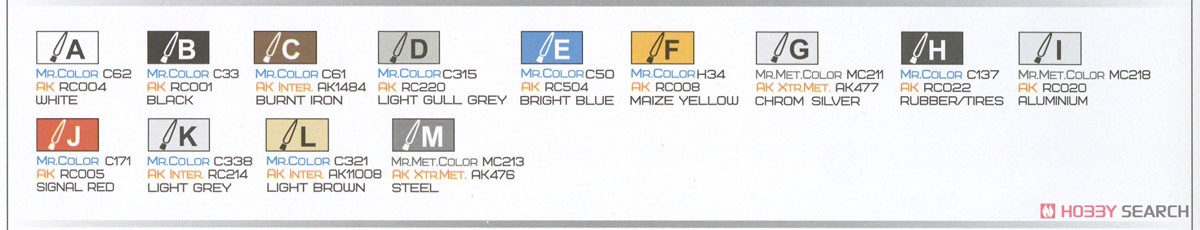 A
MR.COLOR C62
AK RC004
WHITE
B
MR.COLOR C33
AK RC001
BLACK
C
MR.COLOR C61
AK INTER. AK1484
BURNT IRON
D
MR.COLOR C315
AK RC220
LIGHT GULL GREY
E
MR.COLOR C50
AK RC504
BRIGHT BLUE
F
MR.COLOR H34
AK RC008
MAIZE YELLOW
G
MR.MET.COLOR MC211
AK XTR.MET. AK477
CHROM SILVER
H
MR.COLOR C137
AK RC022
RUBBER/TIRES
I
MR.MET.COLOR MC218
AK RC020
ALUMINIUM
J
MR.COLOR C171
AK RC005
SIGNAL RED
K
MR.COLOR C338
AK INTER. RC214
LIGHT GREY
L
MR.COLOR C321
AK INTER. AK11008
LIGHT BROWN
M
MR.MET.COLOR MC213
AK XTR.MET. AK476
STEEL
HOBBY SEARCH